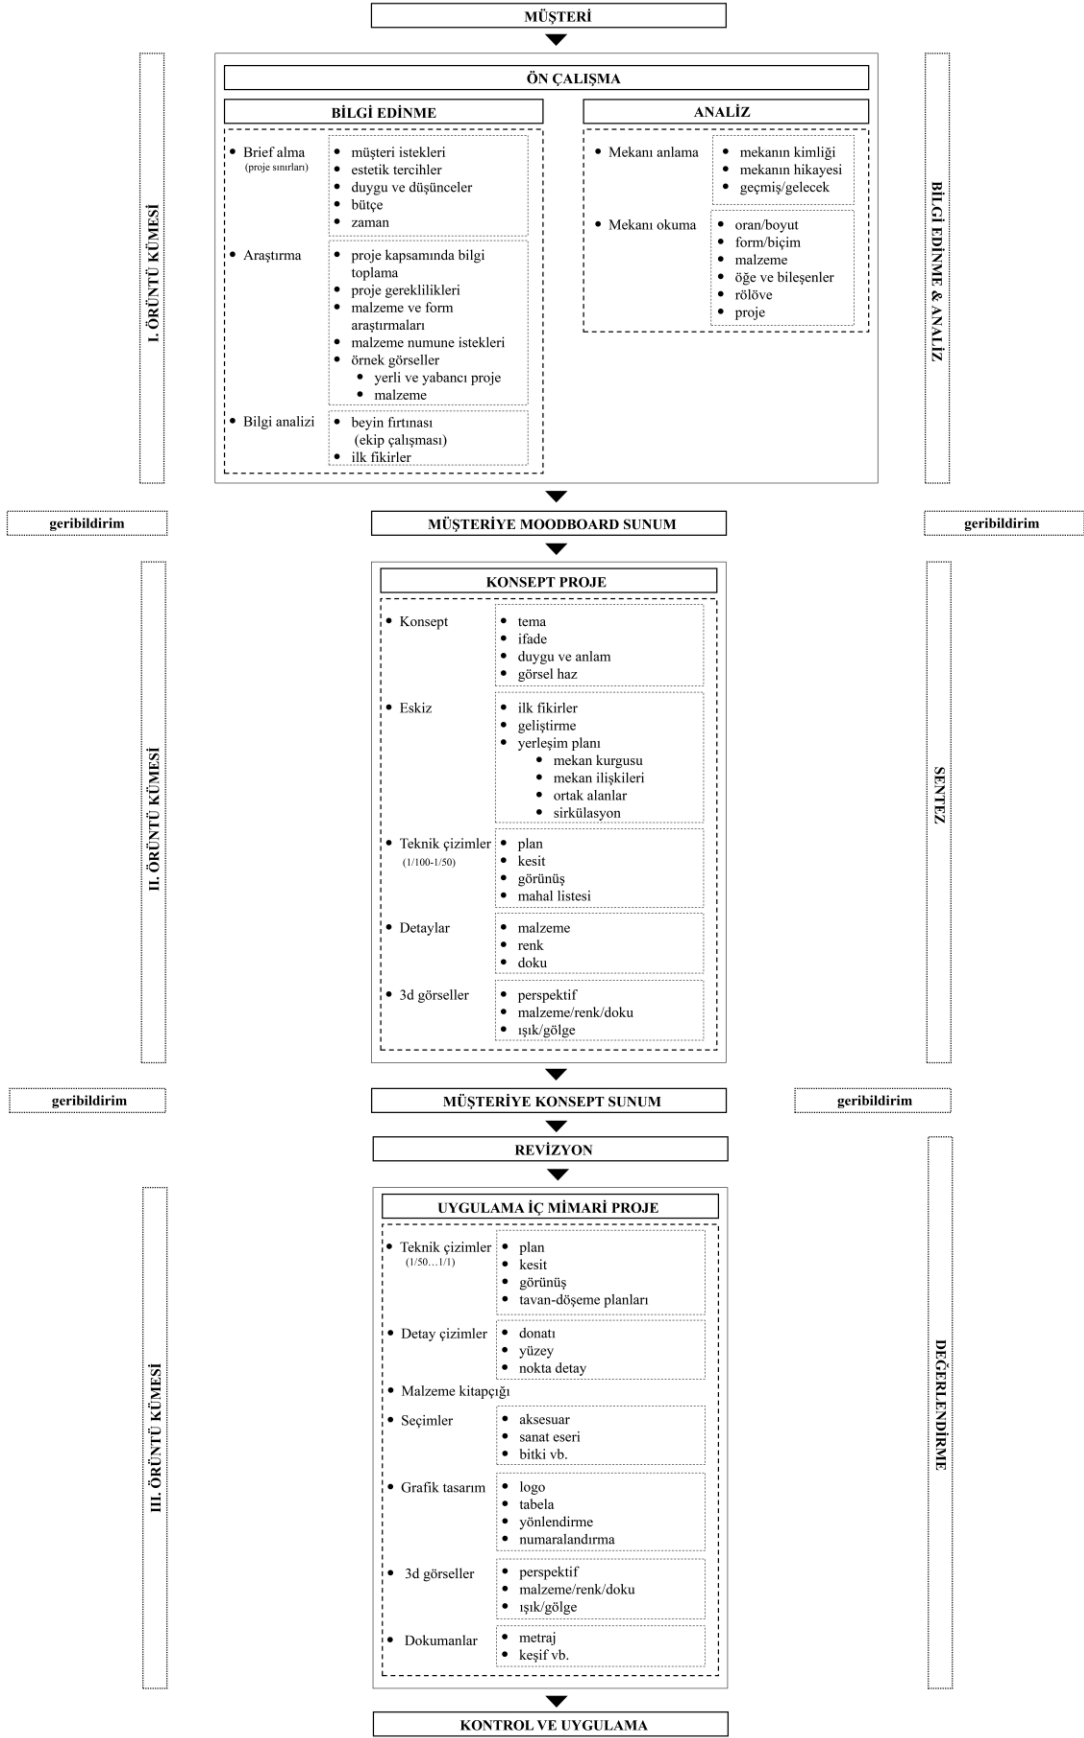 MÜŞTERİ
ÖN ÇALIŞMA
BİLGİ EDİNME
• Brief alma
(proje sınırları)
• müşteri istekleri
• estetik tercihler
• duygu ve düşünceler
• bütçe
• zaman
• Araştırma
• proje kapsamında bilgi
toplama
• proje gereklilikleri
• malzeme ve form
araştırmaları
• malzeme numune istekleri
• örnek görseller
• yerli ve yabancı proje
• malzeme
• Bilgi analizi
• beyin fırtınası
(ekip çalışması)
• ilk fikirler
ANALİZ
• Mekanı anlama
• mekanın kimliği
• mekanın hikayesi
• geçmiş/gelecek
• Mekanı okuma
• oran/boyut
• form/biçim
• malzeme
• öğe ve bileşenler
• rölöve
• proje
I. ÖRÜNTÜ KÜMESİ
BİLGİ EDİNME & ANALİZ
geribildirim
MÜŞTERİYE MOODBOARD SUNUM
geribildirim
KONSEPT PROJE
• Konsept
• tema
• ifade
• duygu ve anlam
• görsel haz
• Eskiz
• ilk fikirler
• geliştirme
• yerleşim planı
• mekan kurgusu
• mekan ilişkileri
• ortak alanlar
• sirkülasyon
• Teknik çizimler
(1/100-1/50)
• plan
• kesit
• görünüş
• mahal listesi
• Detaylar
• malzeme
• renk
• doku
• 3d görseller
• perspektif
• malzeme/renk/doku
• ışık/gölge
II. ÖRÜNTÜ KÜMESİ
SENTEZ
geribildirim
MÜŞTERİYE KONSEPT SUNUM
geribildirim
REVİZYON
UYGULAMA İÇ MİMARİ PROJE
• Teknik çizimler
(1/50…1/1)
• plan
• kesit
• görünüş
• tavan-döşeme planları
• Detay çizimler
• donatı
• yüzey
• nokta detay
• Malzeme kitapçığı
• Seçimler
• aksesuar
• sanat eseri
• bitki vb.
• Grafik tasarım
• logo
• tabela
• yönlendirme
• numaralandırma
• 3d görseller
• perspektif
• malzeme/renk/doku
• ışık/gölge
• Dokumanlar
• metraj
• keşif vb.
III. ÖRÜNTÜ KÜMESİ
DEĞERLENDİRME
KONTROL VE UYGULAMA